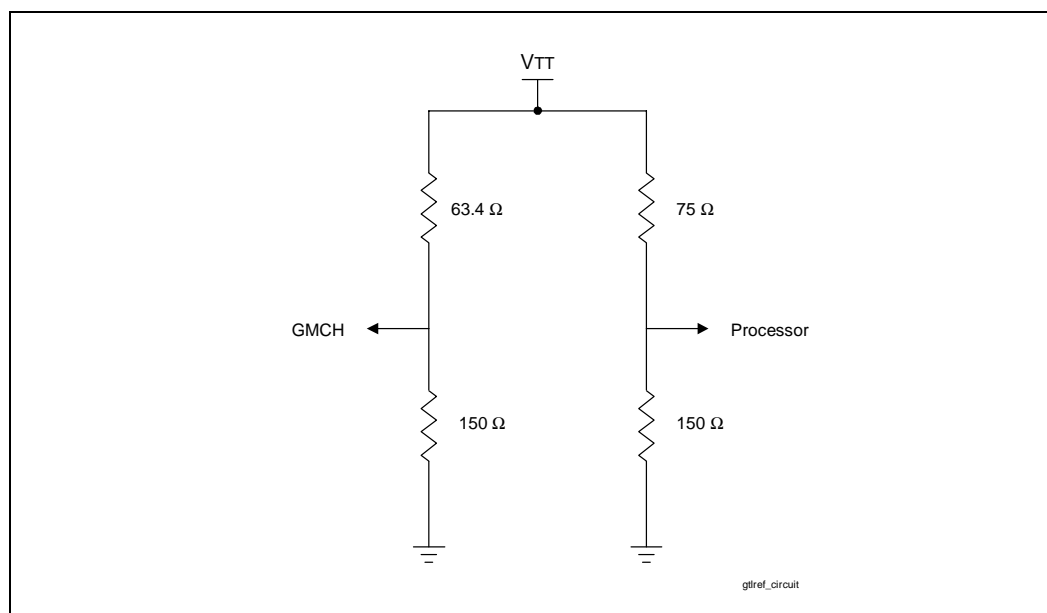 VTT
63.4 Ω
75 Ω
GMCH
Processor
150 Ω
150 Ω
gtlref_circuit